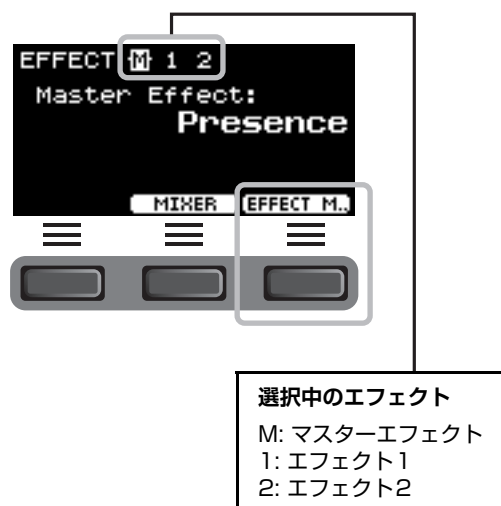 EFFECT M 1 2
Master Effect:
Presence
MIXER EFFECT M..
選択中のエフェクト
M: マスターエフェクト
1: エフェクト1
2: エフェクト2